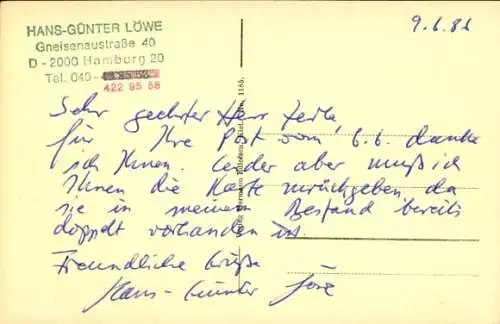 HANS-GÜNTER LÖWE
Gneisenaustraße 40
D - 2000 Hamburg 20
Tel. 040 -
422 95 58
9.6.82
Sehr geehrter Herr
für Ihre Post vom 6.6. danke
ich Ihnen. Leider aber muß ich
Ihnen die Karte zurückgeben, da
sie in meinem Bestand bereits
doppelt vorhanden ist.
Freundliche Grüße
Hans-Günter Löwe